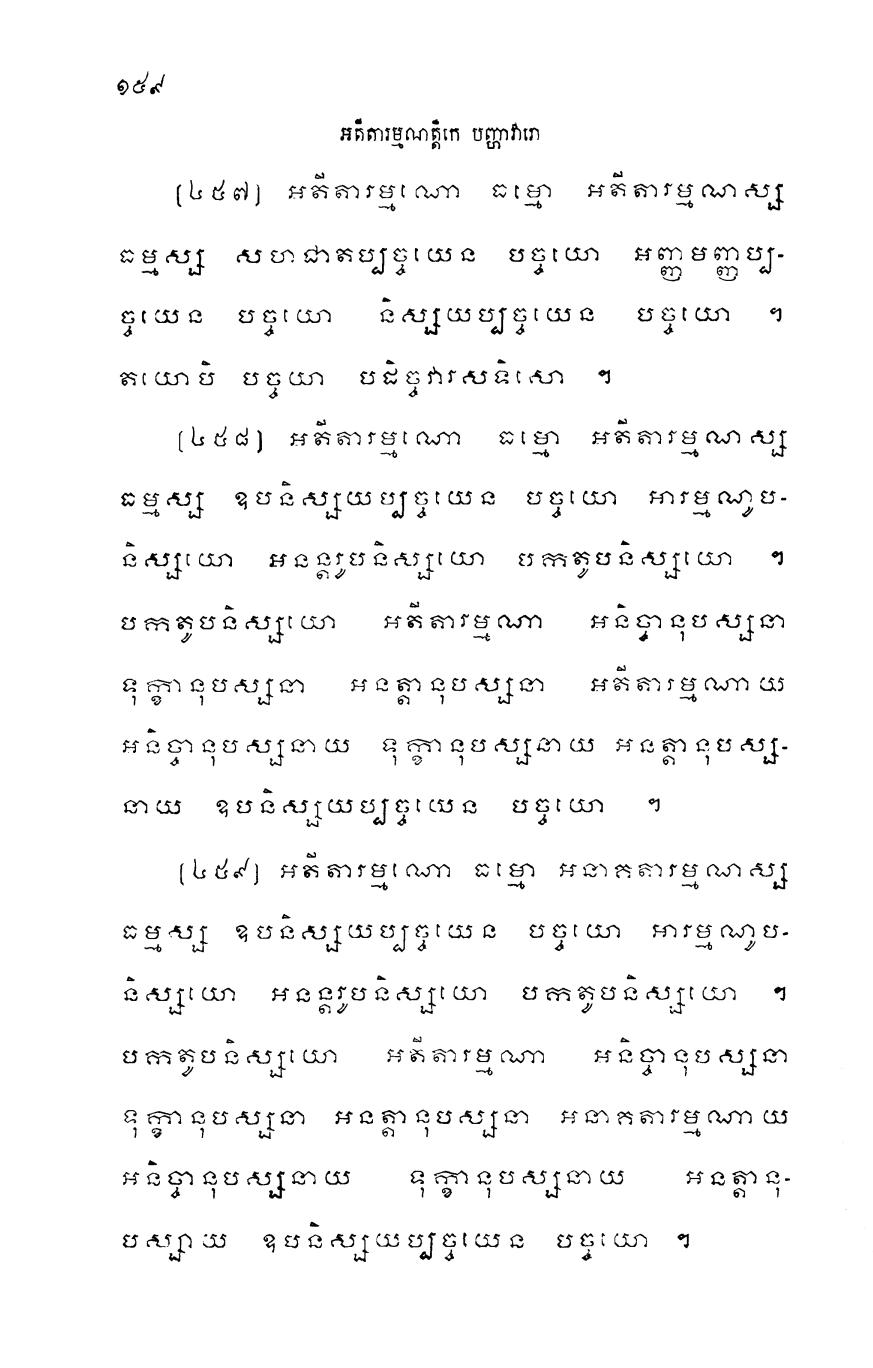 ១៥៩
អតីតារម្មណត្តិកេ បញ្ហាវារោ
[៤៥៧] អតីតារម្មណោ ធម្មោ អតីតារម្មណស្ស
ធម្មស្ស សហជាតប្បច្ចយេន បច្ចយោ អញ្ញមញ្ញប្ប-
ច្ចយេន បច្ចយោ និស្សយប្បច្ចយេន បច្ចយោ ។
តយោបិ បច្ចយា បដិច្ចវារសទិសោ ។
[៤៥៨] អតីតារម្មណោ ធម្មោ អតីតារម្មណស្ស
ធម្មស្ស ឧបនិស្សយប្បច្ចយេន បច្ចយោ អារម្មណូប-
និស្សយោ អនន្តរូបនិស្សយោ បកតូបនិស្សយោ ។
បកតូបនិស្សយោ អតីតារម្មណា អនិច្ចានុបស្សនា
ទុក្ខានុបស្សនា អនត្តានុបស្សនា អតីតារម្មណាយ
អនិច្ចានុបស្សនាយ ទុក្ខានុបស្សនាយ អនត្តានុបស្ស-
នាយ ឧបនិស្សយប្បច្ចយេន បច្ចយោ ។
[៤៥៩] អតីតារម្មណោ ធម្មោ អនាគតារម្មណស្ស
ធម្មស្ស ឧបនិស្សយប្បច្ចយេន បច្ចយោ អារម្មណូប-
និស្សយោ អនន្តរូបនិស្សយោ បកតូបនិស្សយោ ។
បកតូបនិស្សយោ អតីតារម្មណា អនិច្ចានុបស្សនា
ទុក្ខានុបស្សនា អនត្តានុបស្សនា អនាគតារម្មណាយ
អនិច្ចានុបស្សនាយ ទុក្ខានុបស្សនាយ អនត្តានុ-
បស្សាយ ឧបនិស្សយប្បច្ចយេន បច្ចយោ ។